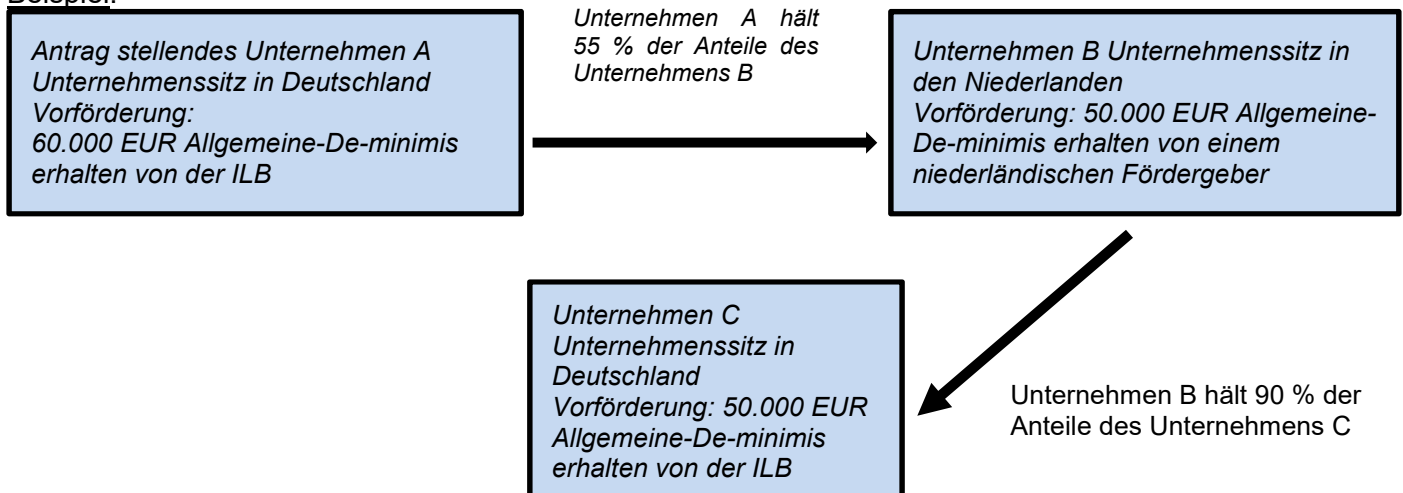 Beispiel:
Antrag stellendes Unternehmen A
Unternehmenssitz in Deutschland
Vorförderung:
60.000 EUR Allgemeine-De-minimis
erhalten von der ILB
Unternehmen A hält
55 % der Anteile des
Unternehmens B
Unternehmen B Unternehmenssitz in
den Niederlanden
Vorförderung: 50.000 EUR Allgemeine-
De-minimis erhalten von einem
niederländischen Fördergeber
Unternehmen C
Unternehmenssitz in
Deutschland
Vorförderung: 50.000 EUR
Allgemeine-De-minimis
erhalten von der ILB
Unternehmen B hält 90 % der
Anteile des Unternehmens C